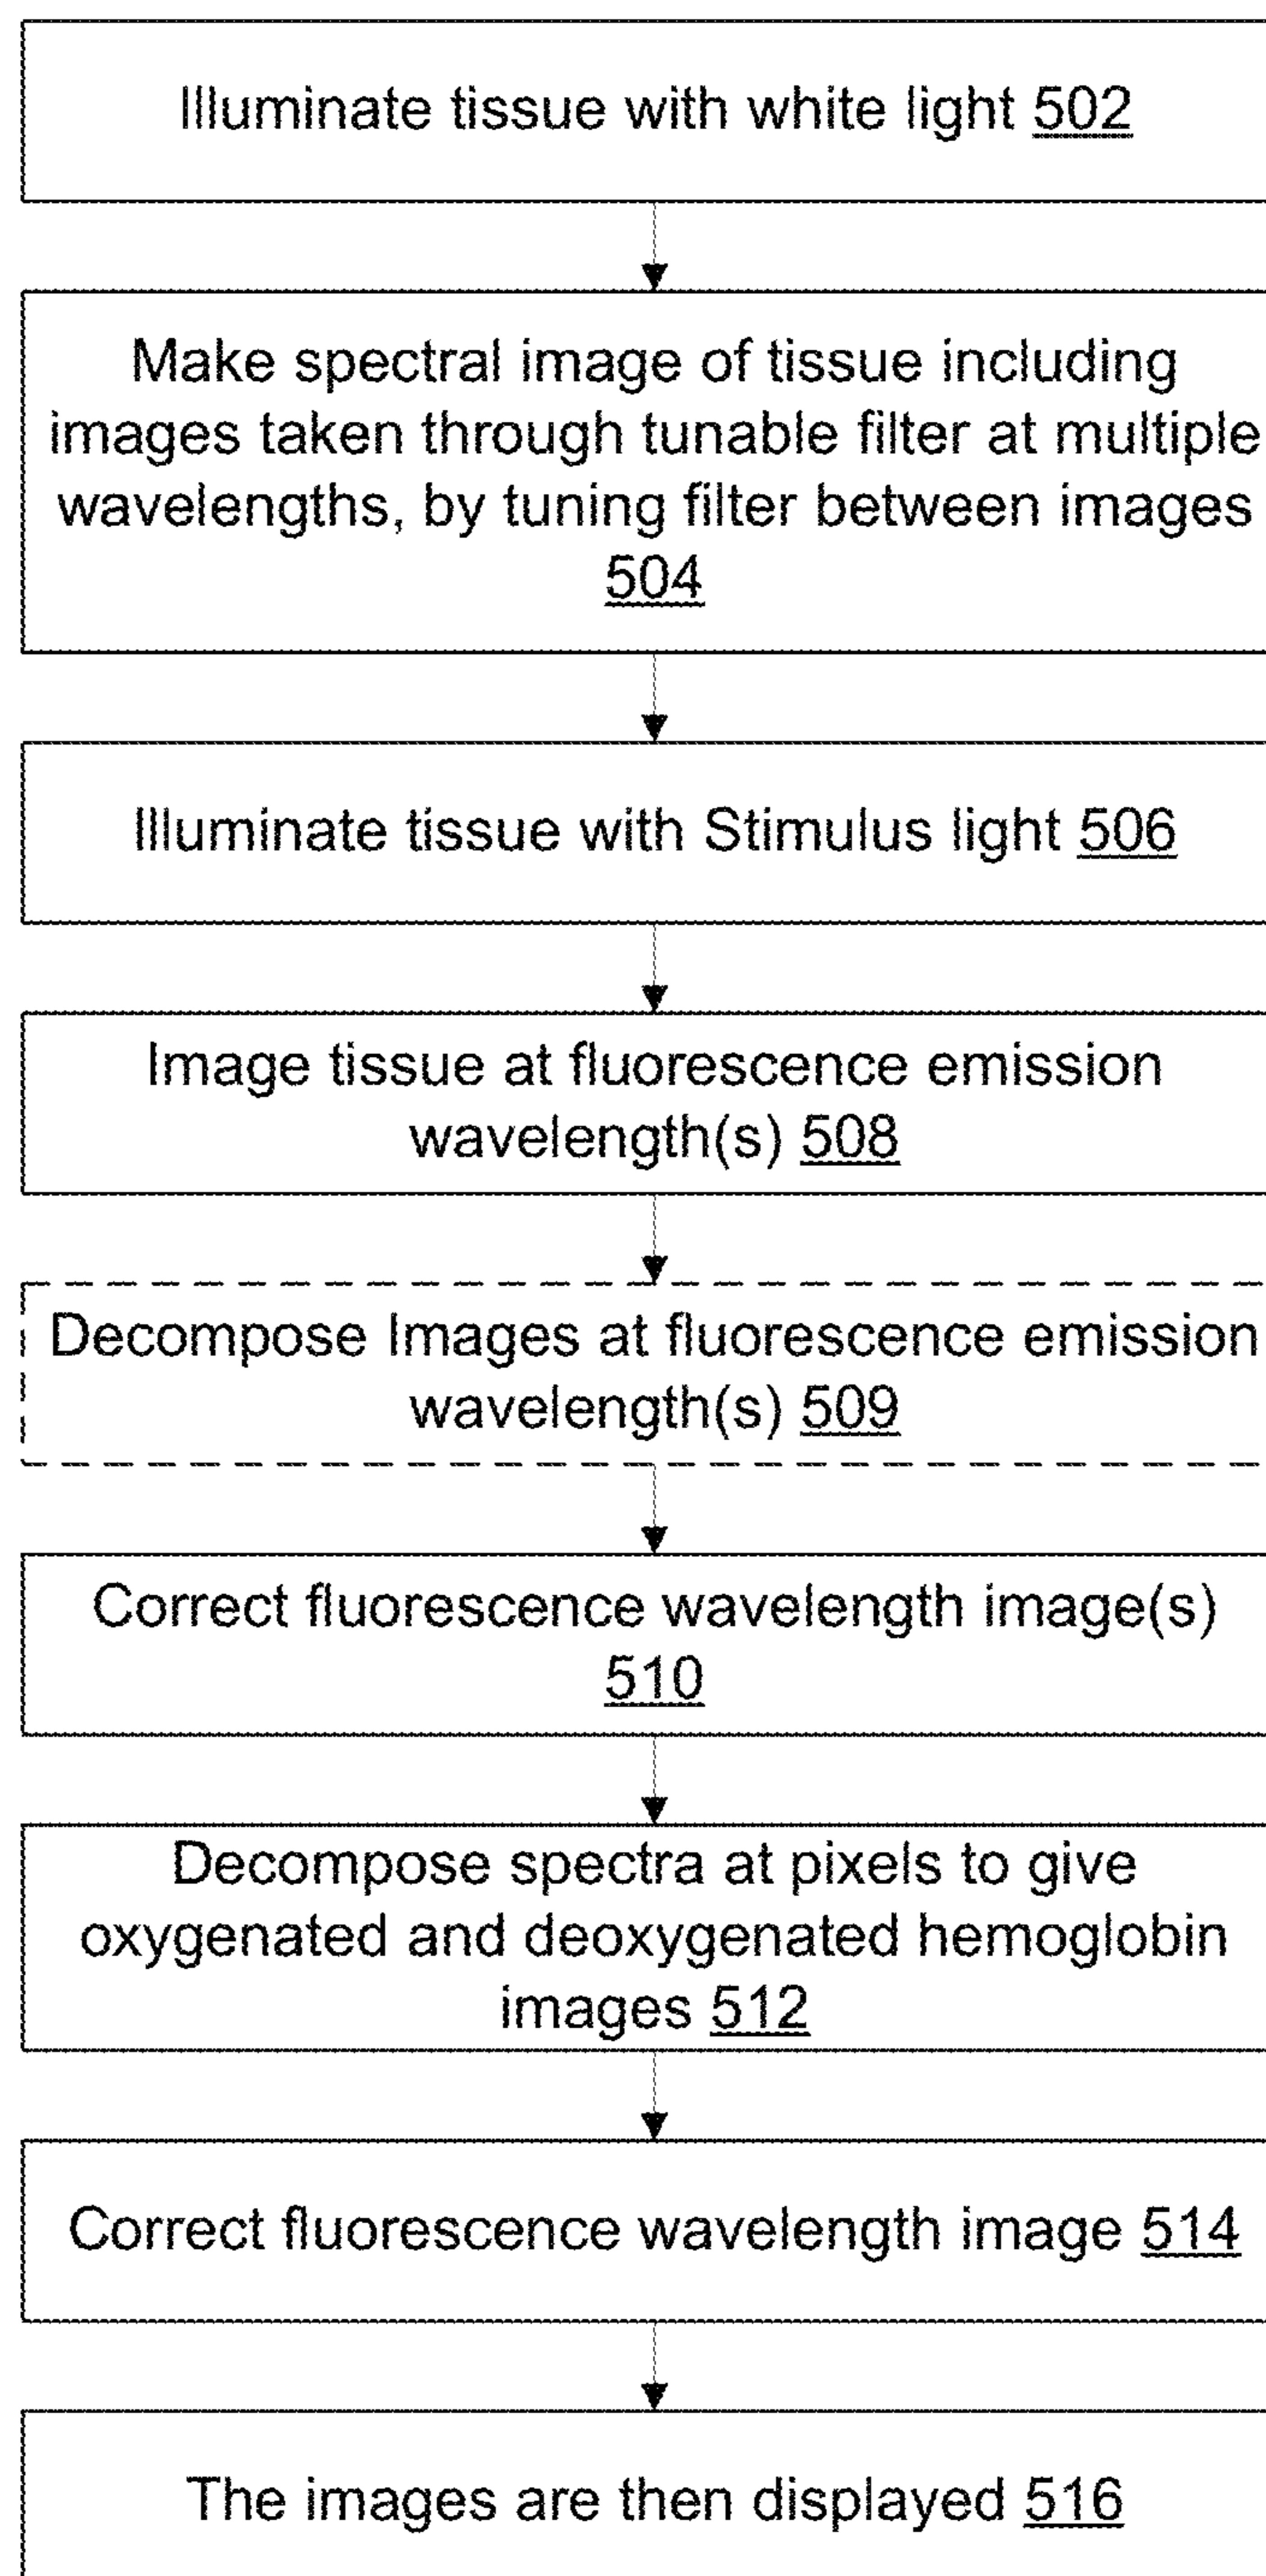 Illuminate tissue with white light 502
Make spectral image of tissue including
images taken through tunable filter at multiple
wavelengths, by tuning filter between images
504
Illuminate tissue with Stimulus light 506
Image tissue at fluorescence emission
wavelength(s) 508
Decompose Images at fluorescence emission
wavelength(s) 509
Correct fluorescence wavelength image(s)
510
Decompose spectra at pixels to give
oxygenated and deoxygenated hemoglobin
images 512
Correct fluorescence wavelength image 514
The images are then displayed 516